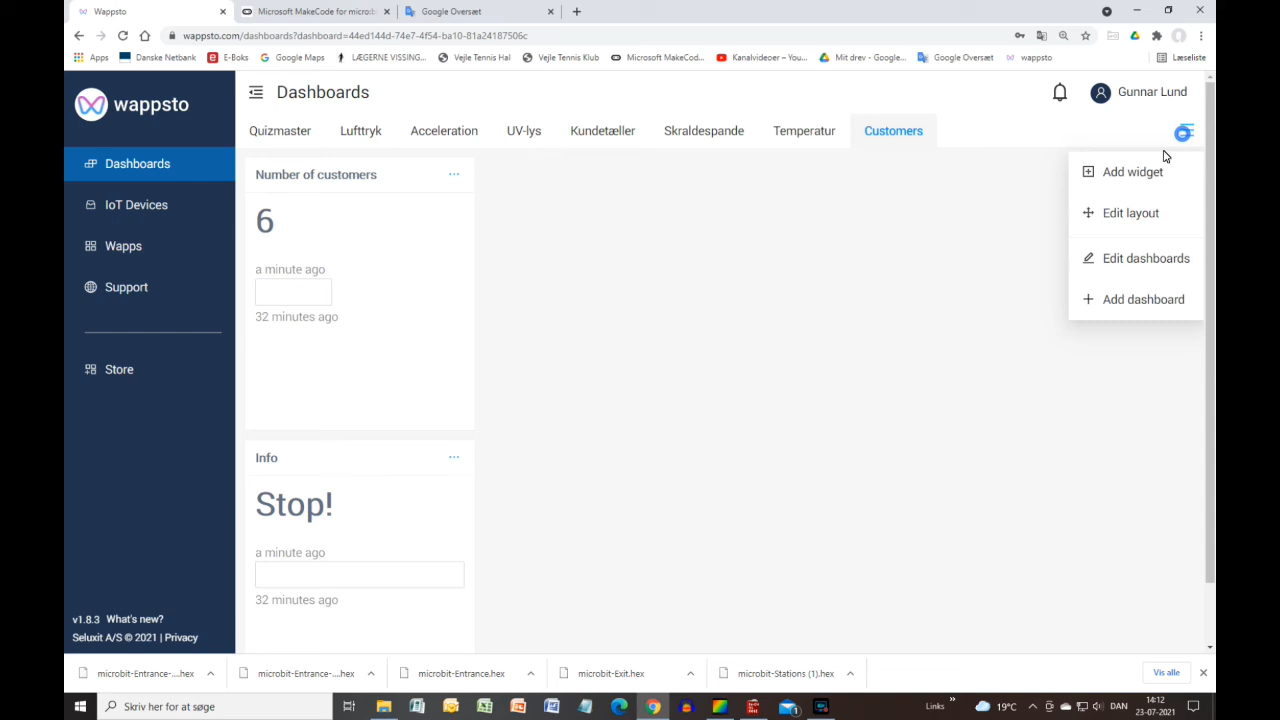 Wappsto
Microsoft MakeCode for micro:b
Google Oversæt
wappsto.com/dashboards?dashboard=44ed144d-74e7-4f54-ba10-81a24187506c
Apps
Danske Netbank
E-Boks
Google Maps
LÆGERNE VISSING...
Vejle Tennis Hal
Vejle Tennis Klub
Microsoft MakeCod...
Kanalvideoer – You...
Mit drev - Google...
Google Oversæt
wappsto
Læseliste
wappsto
Dashboards
Gunnar Lund
Quizmaster
Lufttryk
Acceleration
UV-lys
Kundetæller
Skraldespande
Temperatur
Customers
Dashboards
IoT Devices
Wapps
Support
Store
Number of customers
6
a minute ago
32 minutes ago
Info
Stop!
a minute ago
32 minutes ago
Add widget
Edit layout
Edit dashboards
Add dashboard
v1.8.3 What's new?
Seluxit A/S © 2021 | Privacy
microbit-Entrance-....hex
microbit-Entrance-....hex
microbit-Entrance.hex
microbit-Exit.hex
microbit-Stations (1).hex
Vis alle
Skriv her for at søge
Links
19°C
DAN
14:12
23-07-2021